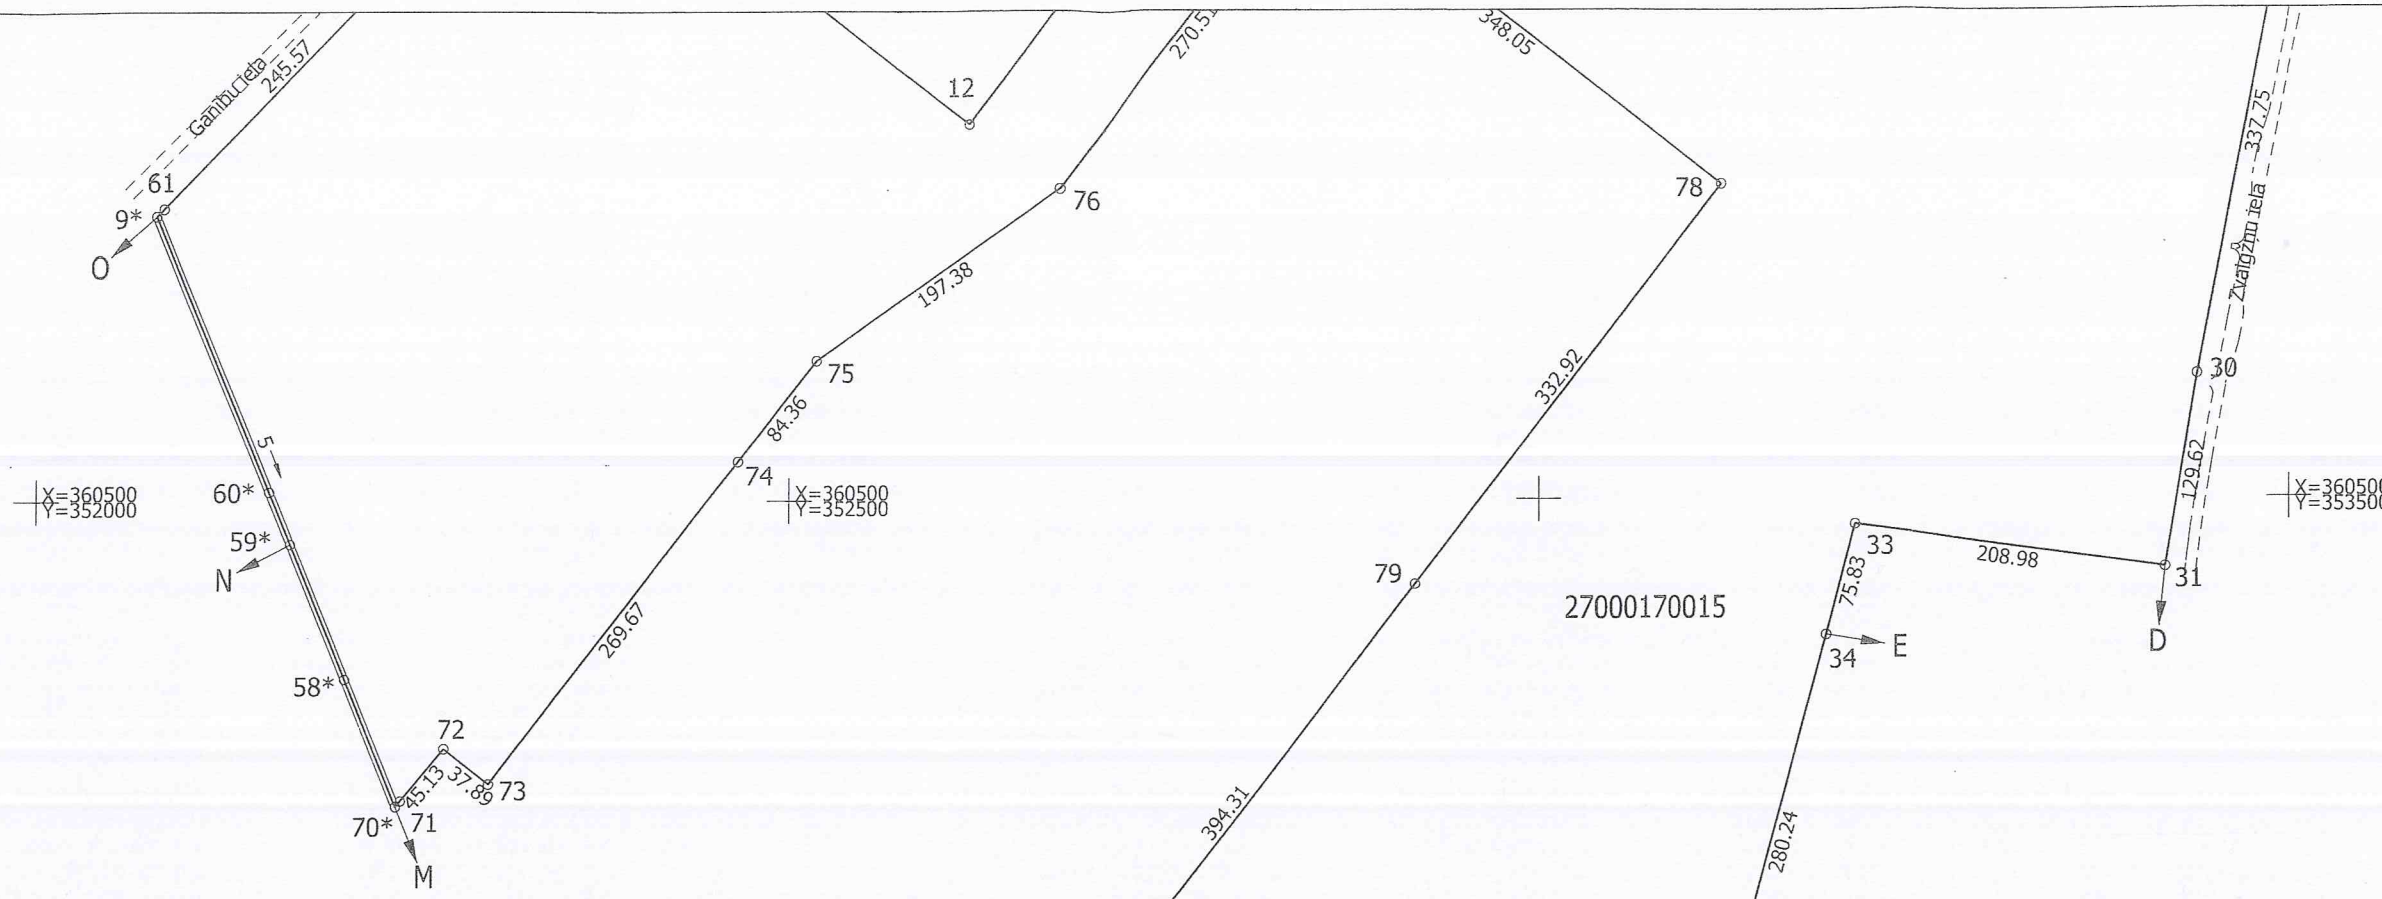 270.51
348.05
245.57
Ganību iela
12
337.75
61
76
78
9*
O
Zvaigžņu iela
197.38
332.92
75
30
84.36
5
74
129.62
60*
X=360500
Y=352000
X=360500
Y=352500
X=360500
Y=353500
59*
33
208.98
N
79
75.83
31
27000170015
269.67
D
34
E
58*
72
45.13
37.89
73
70*
71
394.31
280.24
M